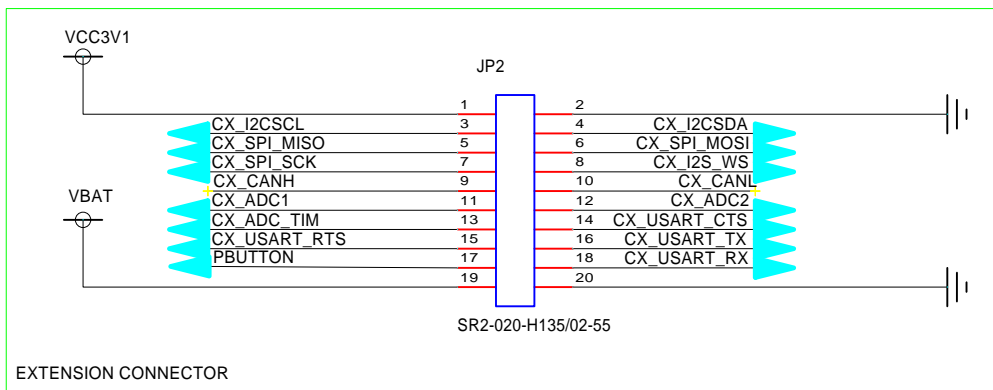 VCC3V1
JP2
1 2
CX_I2CSCL 3 4 CX_I2CSDA
CX_SPI_MISO 5 6 CX_SPI_MOSI
CX_SPI_SCK 7 8 CX_I2S_WS
CX_CANH 9 10 CX_CANL
VBAT
CX_ADC1 11 12 CX_ADC2
CX_ADC_TIM 13 14 CX_USART_CTS
CX_USART_RTS 15 16 CX_USART_TX
PBUTTON 17 18 CX_USART_RX
19 20
SR2-020-H135/02-55
EXTENSION CONNECTOR